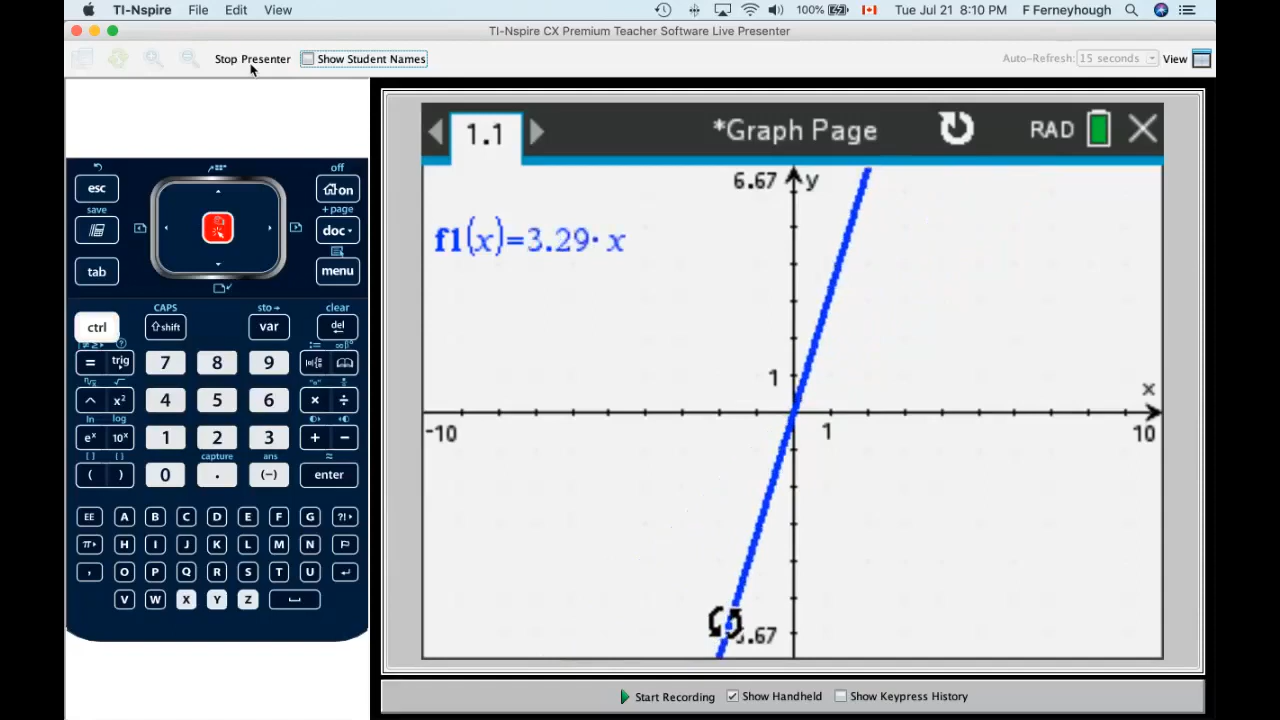 TI-Nspire File Edit View 100% Tue Jul 21 8:10 PM F Ferneyhough
TI-Nspire CX Premium Teacher Software Live Presenter
Stop Presenter Show Student Names Auto-Refresh: 15 seconds View
1.1 *Graph Page RAD
6.67 y
f1(x)=3.29· x
1
x
-10 1 10
6.67
off
esc on
save + page
doc
tab menu
CAPS sto→ clear
ctrl shift var del
= trig 7 8 9
√ 
^ x² 4 5 6 × ÷
ln log
eˣ 10ˣ 1 2 3 + −
[ ] { } capture ans ≈
( ) 0 . (−) enter
EE A B C D E F G ?!▸
π▸ H I J K L M N
, O P Q R S T U
V W X Y Z
Start Recording Show Handheld Show Keypress History